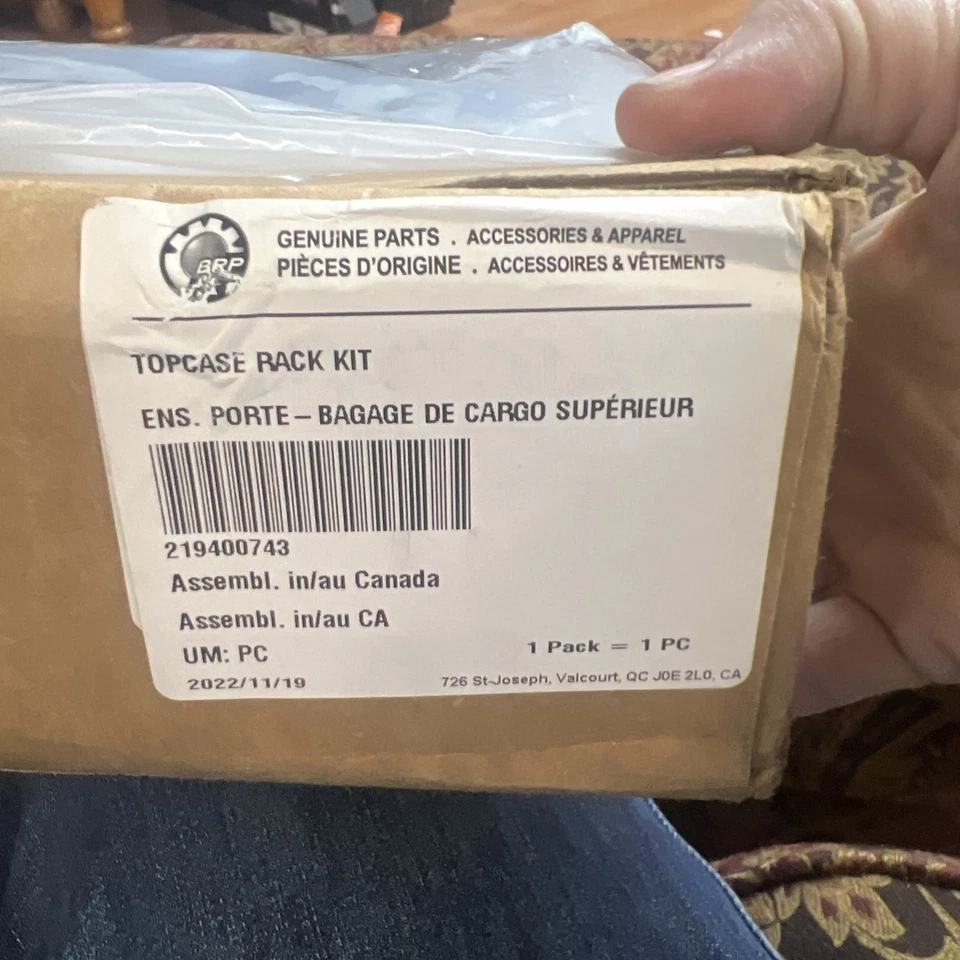 BRP
GENUiNE PARTS . ACCESSORIES & APPAREL
PIÈCES D'ORIGINE . ACCESSOIRES & VÊTEMENTS
TOPCASE RACK KIT
ENS. PORTE-BAGAGE DE CARGO SUPÉRIEUR
219400743
Assembl. in/au Canada
Assembl. in/au CA
UM: PC
1 Pack = 1 PC
2022/11/19
726 St-Joseph, Valcourt, QC J0E 2L0, CA